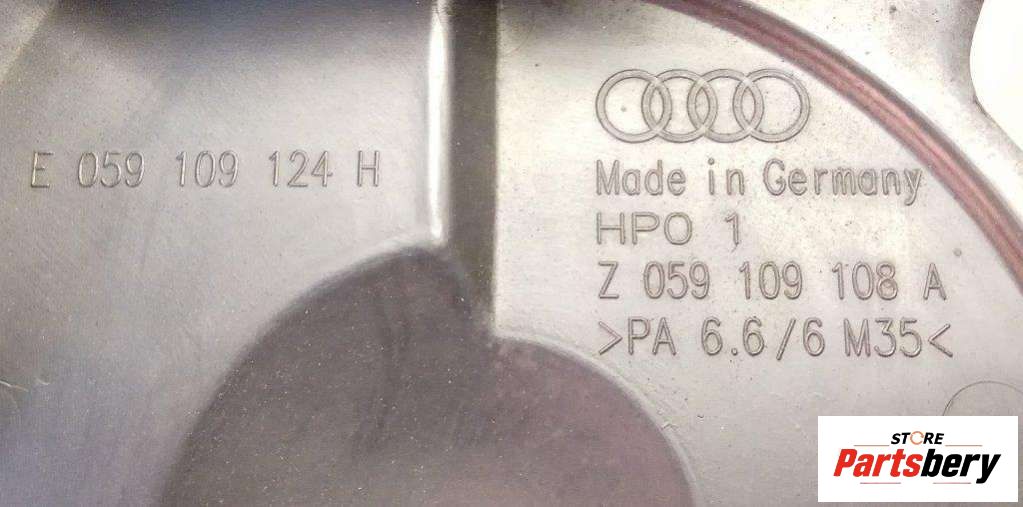 E 059 109 124 H
Made in Germany
HPO 1
Z 059 109 108 A
>PA 6.6/6 M35<
STORE
Partsbery